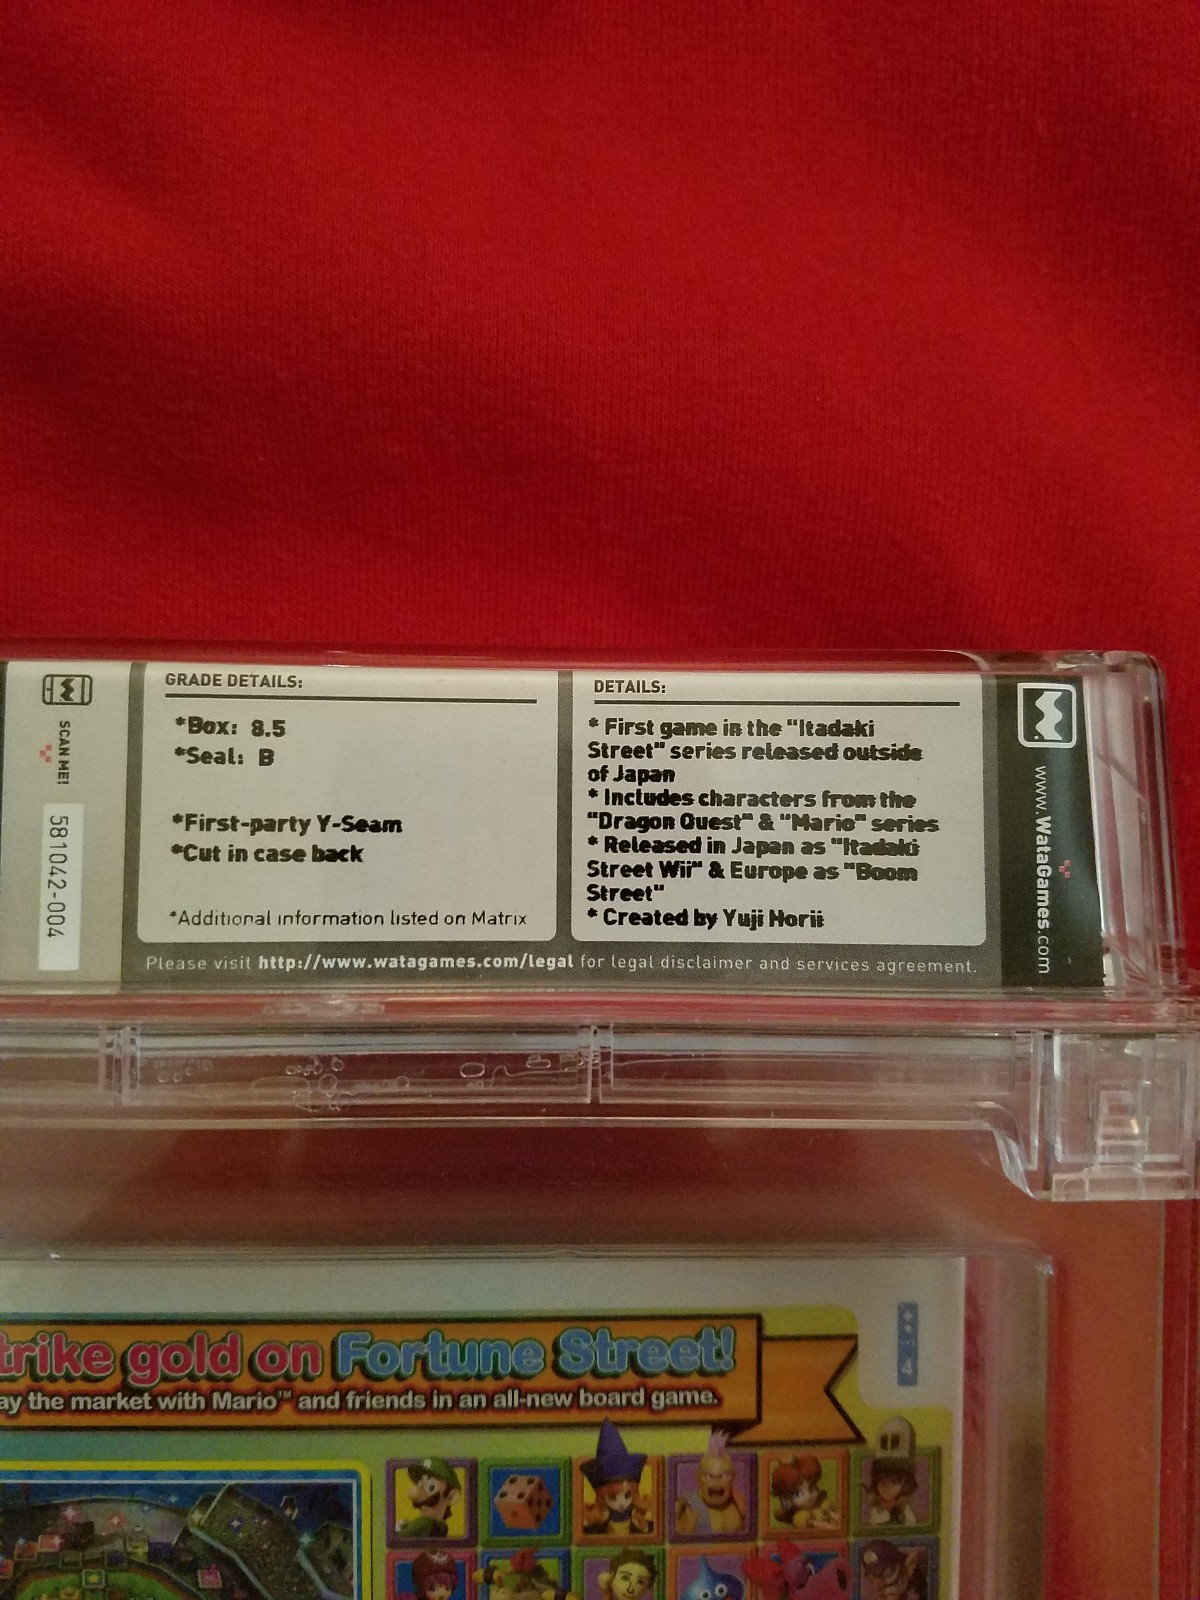 SCAN ME!
581042-004
GRADE DETAILS:
*Box: 8.5
*Seal: B
*First-party Y-Seam
*Cut in case back
*Additional information listed on Matrix
DETAILS:
* First game in the "Itadaki
Street" series released outside
of Japan
* Includes characters from the
"Dragon Quest" & "Mario" series
* Released in Japan as "Itadaki
Street Wii" & Europe as "Boom
Street"
* Created by Yuji Horii
www.WataGames.com
Please visit http://www.watagames.com/legal for legal disclaimer and services agreement.
trike gold on Fortune Street!
ay the market with Mario™ and friends in an all-new board game.
4